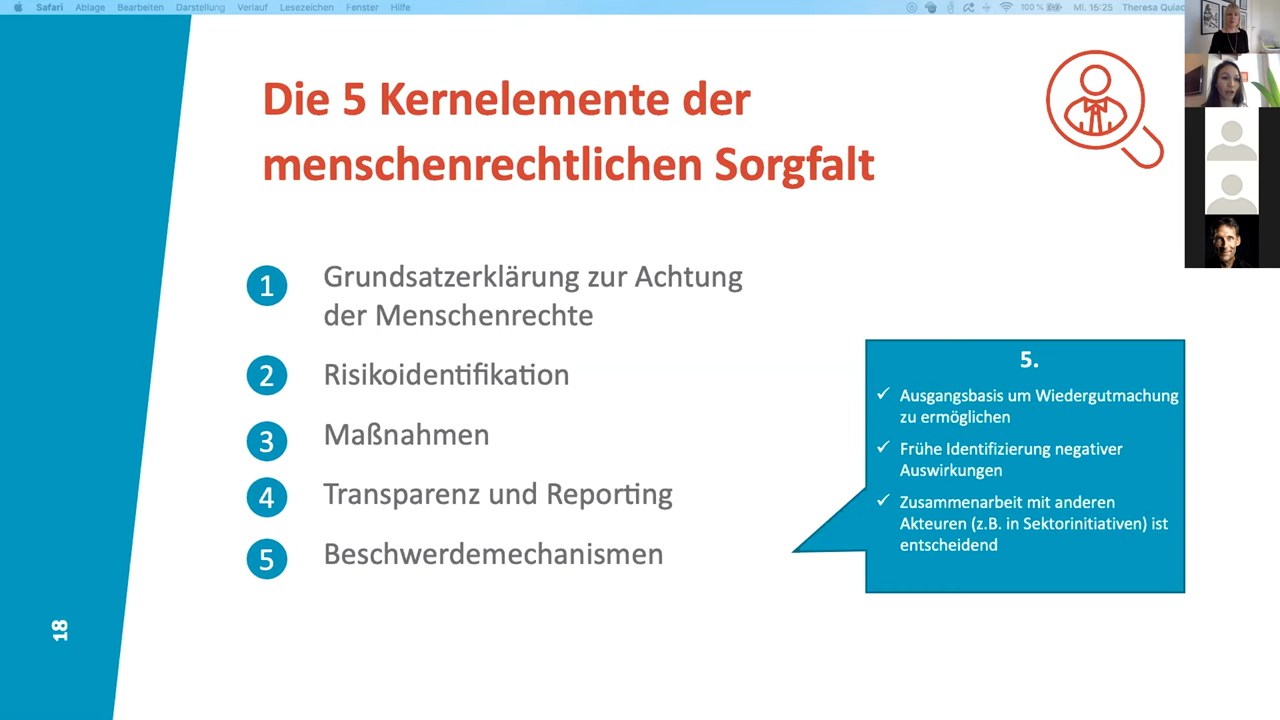 Safari Ablage Bearbeiten Darstellung Verlauf Lesezeichen Fenster Hilfe 100 % Mi. 15:25 Theresa
Die 5 Kernelemente der
menschenrechtlichen Sorgfalt
1 Grundsatzerklärung zur Achtung
der Menschenrechte
2 Risikoidentifikation
3 Maßnahmen
4 Transparenz und Reporting
5 Beschwerdemechanismen
5.
Ausgangsbasis um Wiedergutmachung
zu ermöglichen
Frühe Identifizierung negativer
Auswirkungen
Zusammenarbeit mit anderen
Akteuren (z.B. in Sektorinitiativen) ist
entscheidend
18